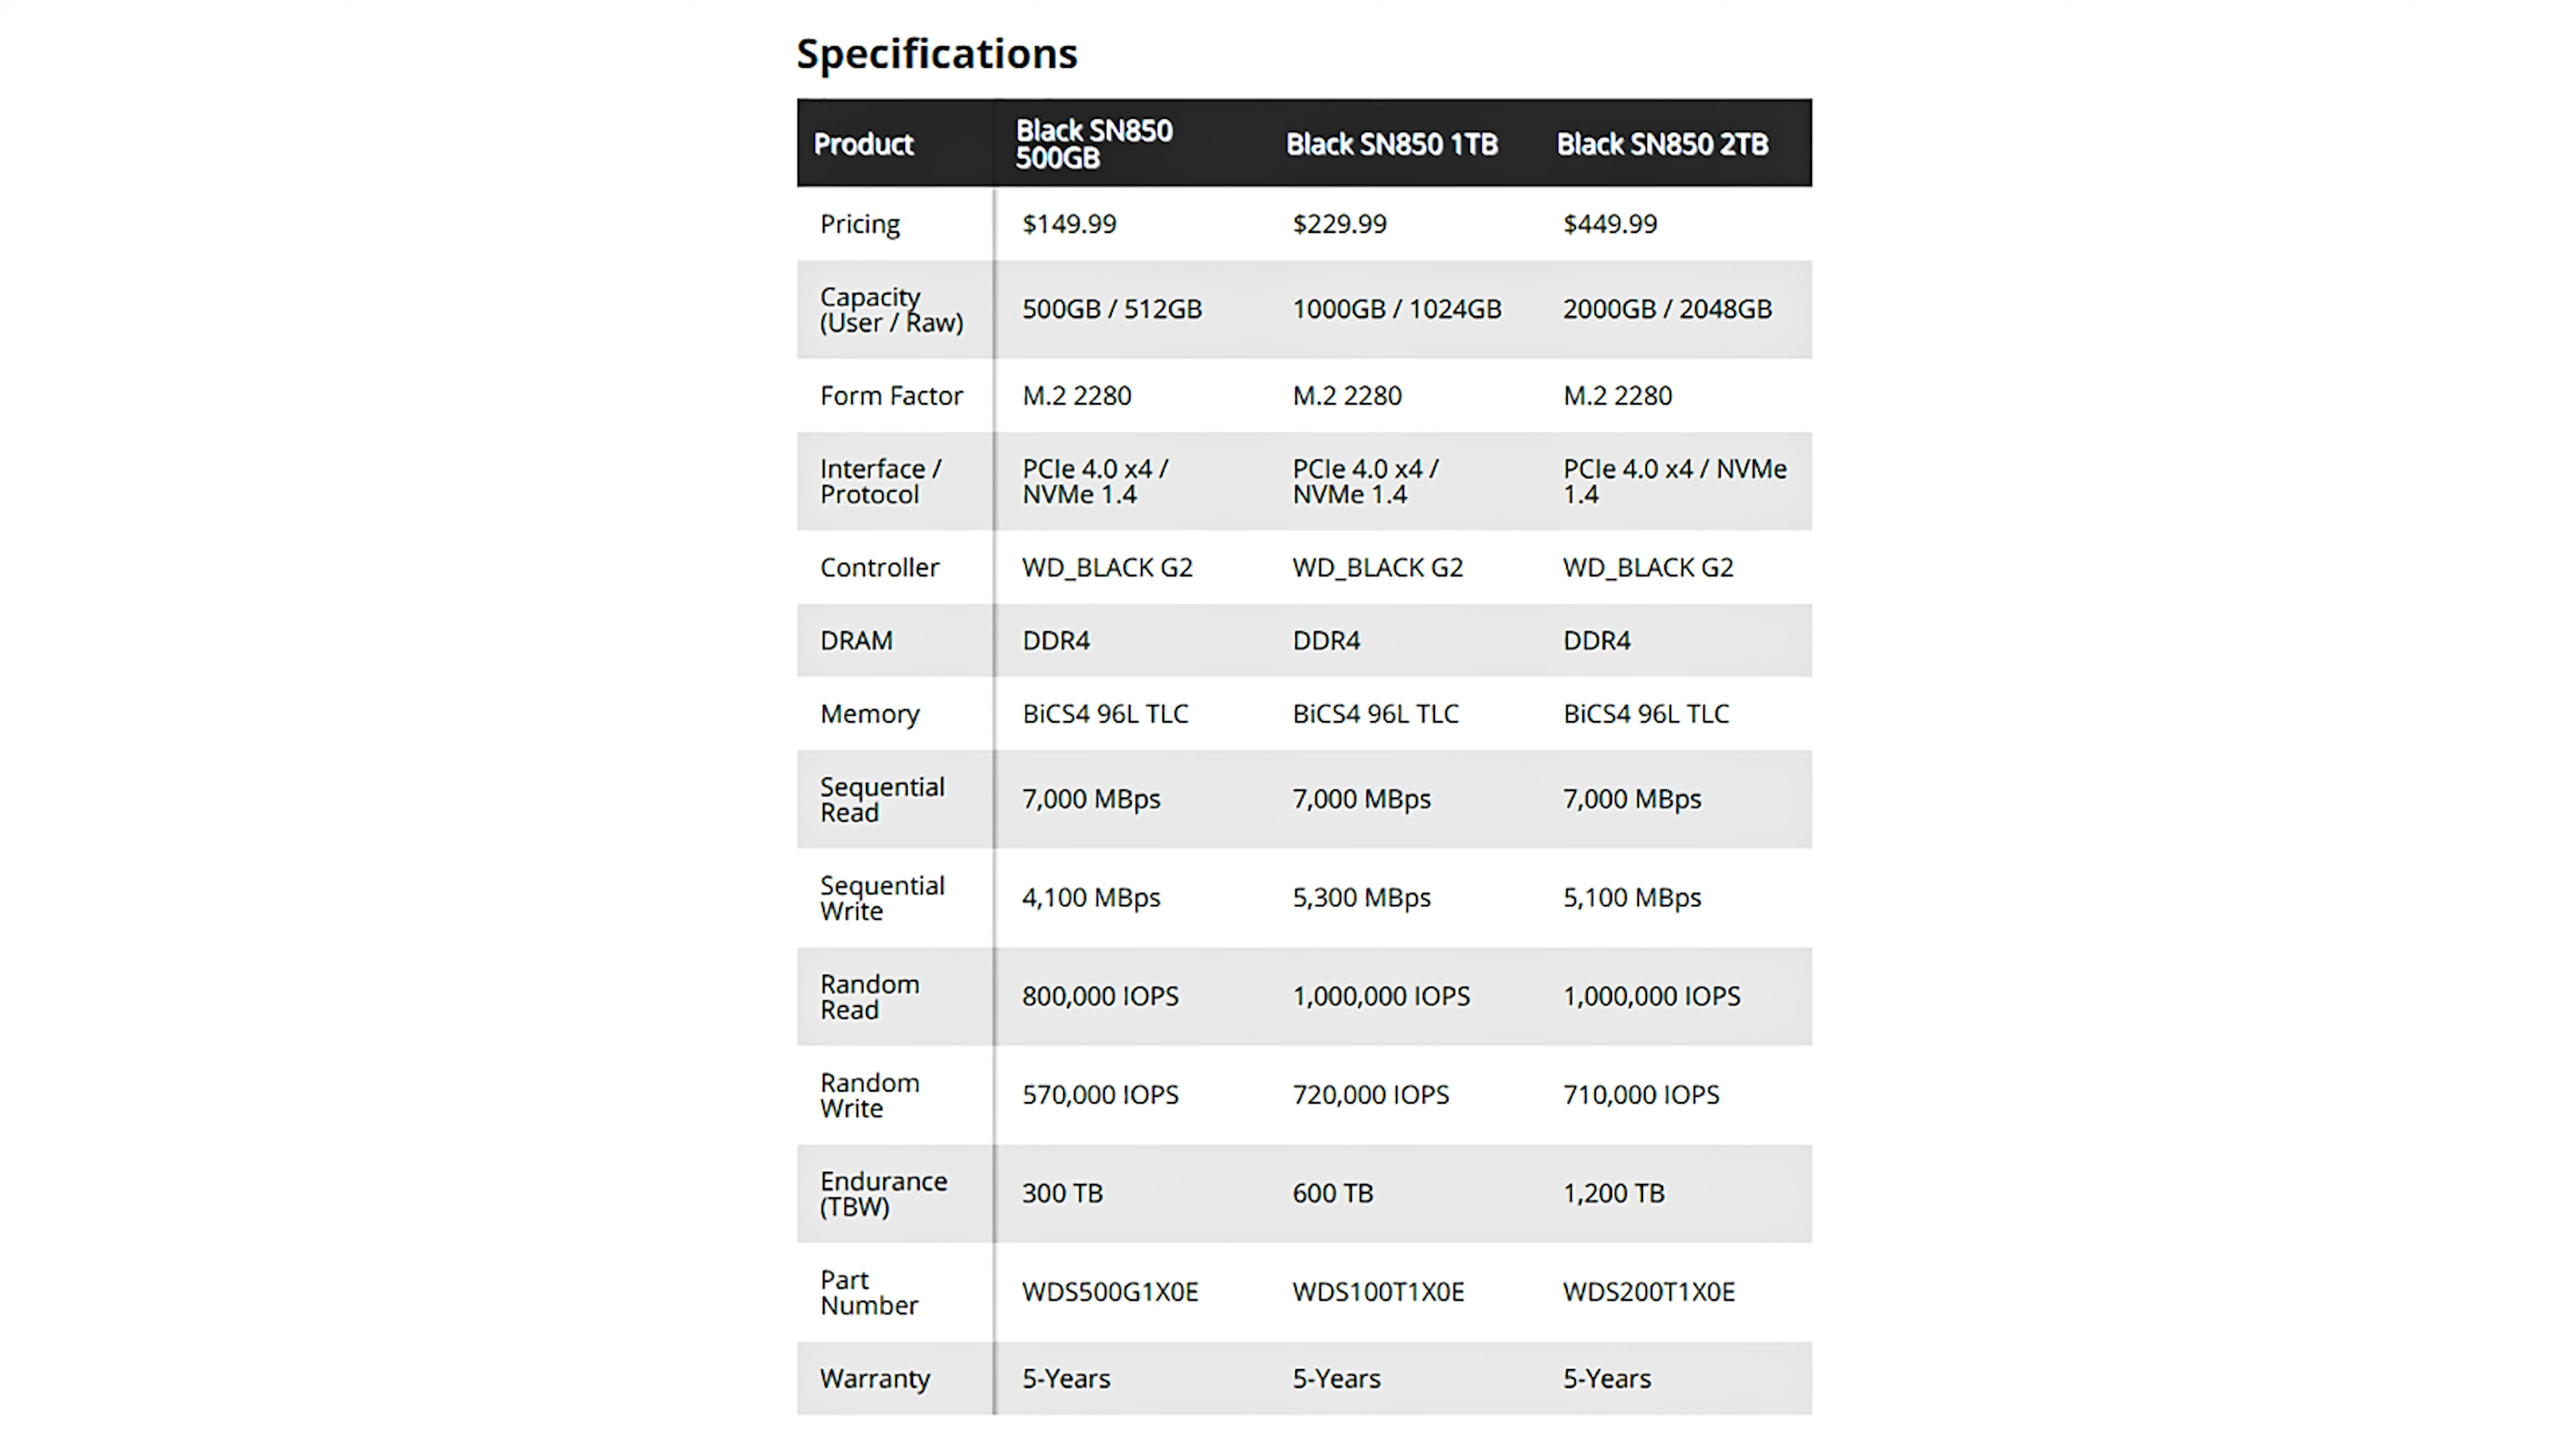 Specifications
Product
Black SN850
500GB
Black SN850 1TB
Black SN850 2TB
Pricing
$149.99
$229.99
$449.99
Capacity
(User / Raw)
500GB / 512GB
1000GB / 1024GB
2000GB / 2048GB
Form Factor
M.2 2280
M.2 2280
M.2 2280
Interface /
Protocol
PCIe 4.0 x4 /
NVMe 1.4
PCIe 4.0 x4 /
NVMe 1.4
PCIe 4.0 x4 / NVMe
1.4
Controller
WD_BLACK G2
WD_BLACK G2
WD_BLACK G2
DRAM
DDR4
DDR4
DDR4
Memory
BiCS4 96L TLC
BiCS4 96L TLC
BiCS4 96L TLC
Sequential
Read
7,000 MBps
7,000 MBps
7,000 MBps
Sequential
Write
4,100 MBps
5,300 MBps
5,100 MBps
Random
Read
800,000 IOPS
1,000,000 IOPS
1,000,000 IOPS
Random
Write
570,000 IOPS
720,000 IOPS
710,000 IOPS
Endurance
(TBW)
300 TB
600 TB
1,200 TB
Part
Number
WDS500G1X0E
WDS100T1X0E
WDS200T1X0E
Warranty
5-Years
5-Years
5-Years